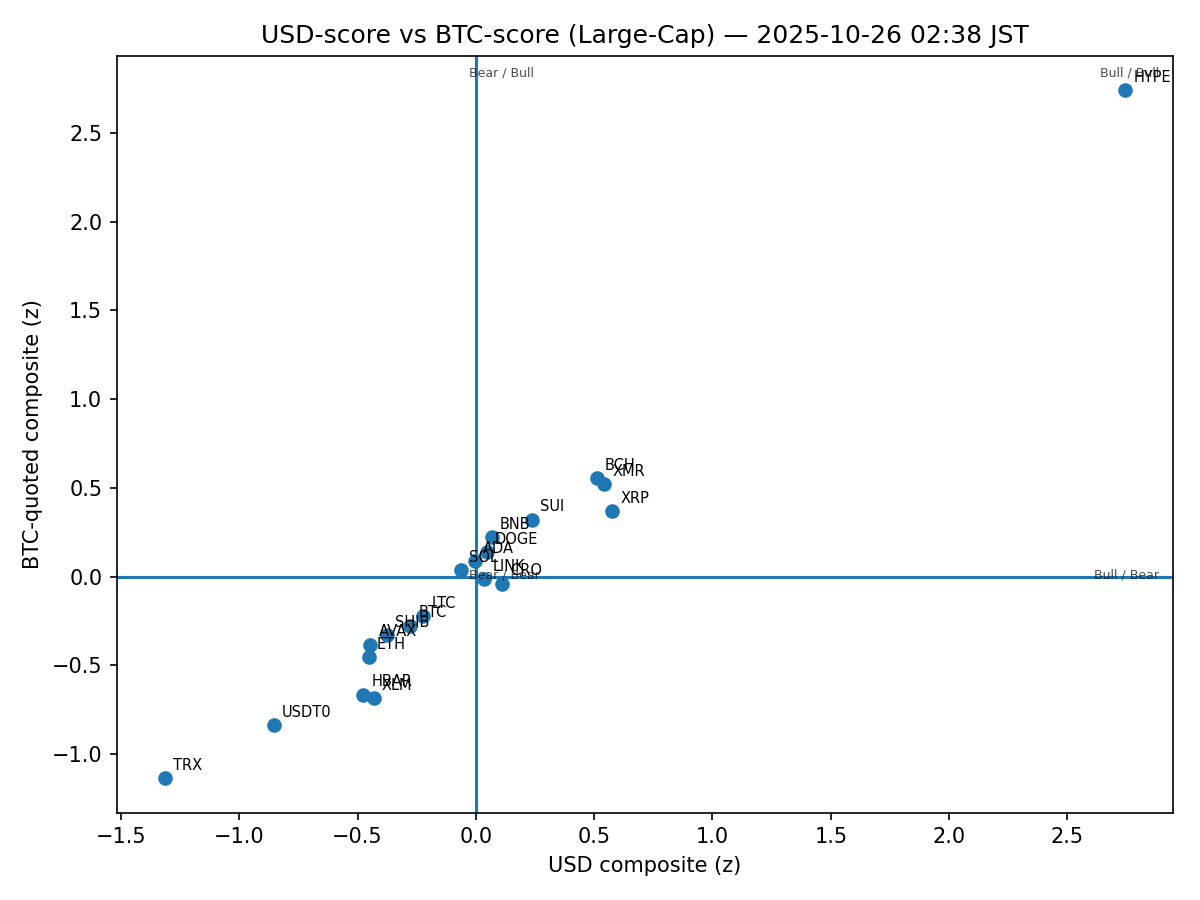 USD-score vs BTC-score (Large-Cap) — 2025-10-26 02:38 JST
Bear / Bull
Bull / Bull
HYPE
2.5
2.0
1.5
1.0
0.5
0.0
−0.5
−1.0
BTC-quoted composite (z)
BCH
XMR
XRP
SUI
BNB
DOGE
ADA
SOL
LINK
CRO
Bear / Bear
Bull / Bear
LTC
BTC
SHIB
AVAX
ETH
HBAR
XLM
USDT0
TRX
−1.5
−1.0
−0.5
0.0
0.5
1.0
1.5
2.0
2.5
USD composite (z)